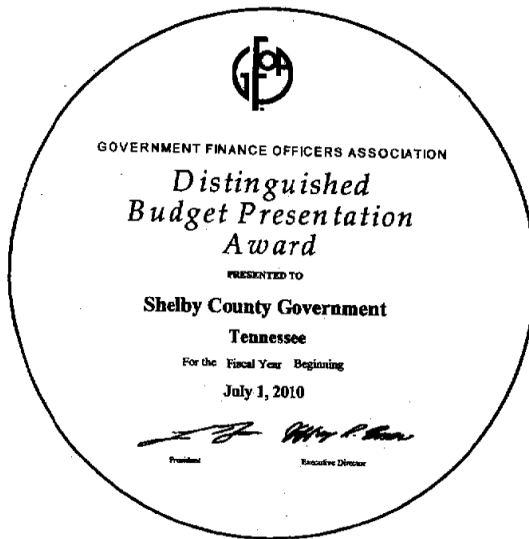 GFOA
GOVERNMENT FINANCE OFFICERS ASSOCIATION
Distinguished
Budget Presentation
Award
PRESENTED TO
Shelby County Government
Tennessee
For the Fiscal Year Beginning
July 1, 2010
President Executive Director